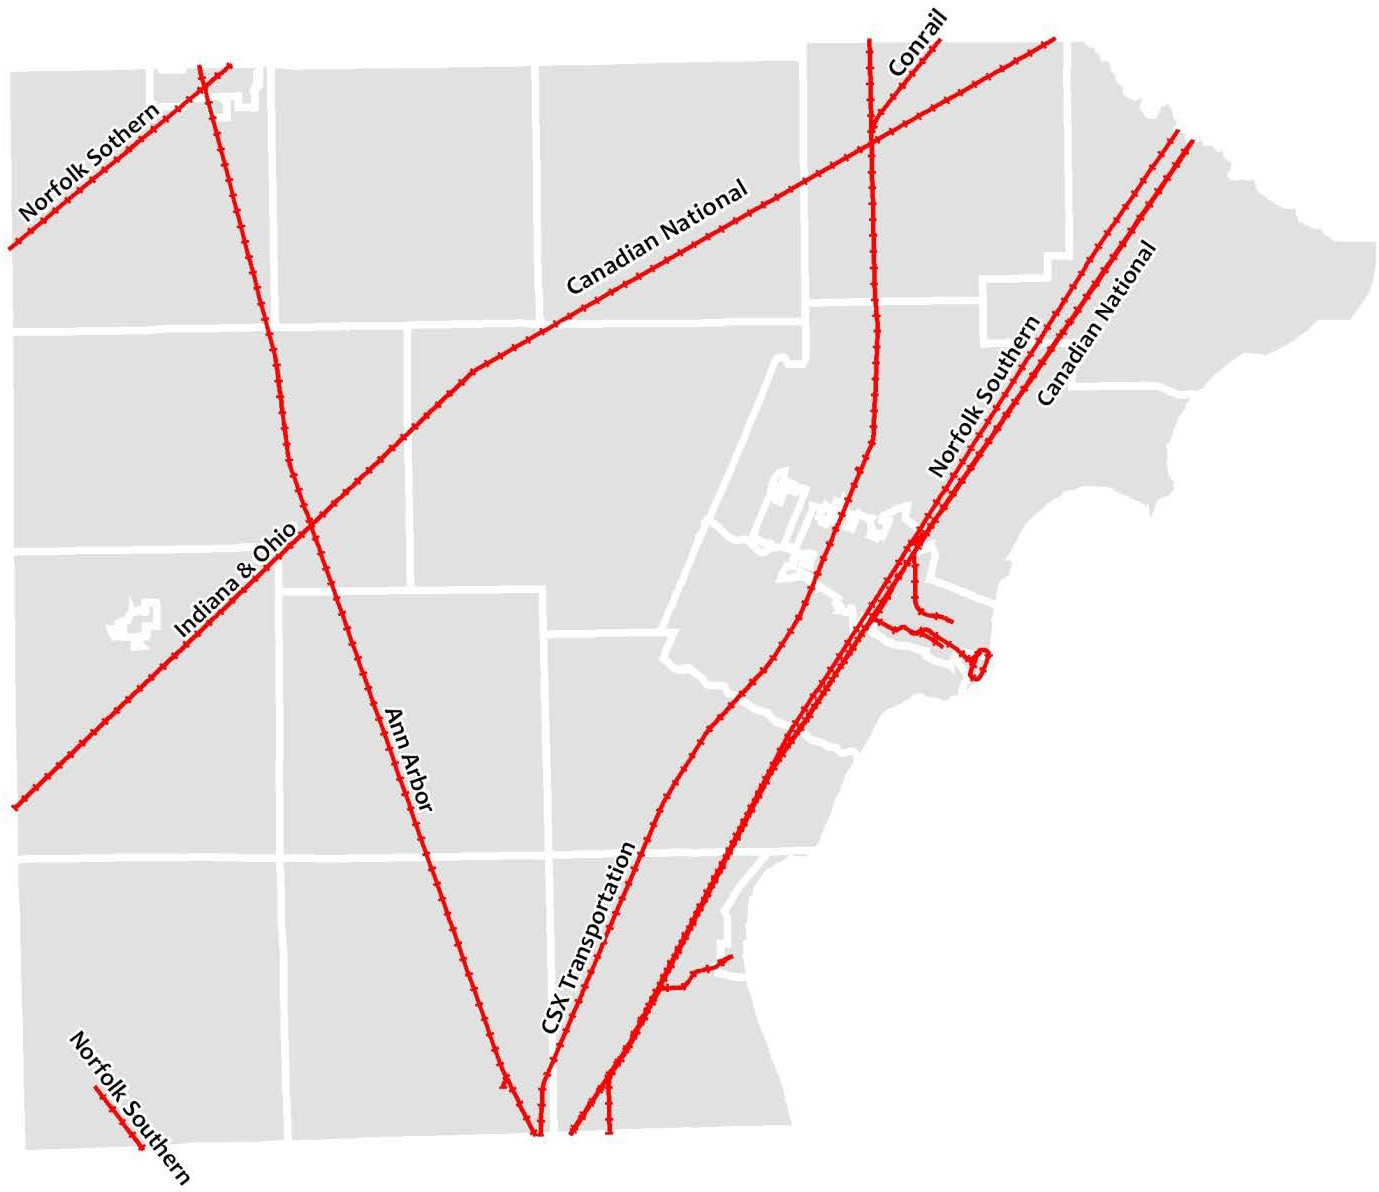 Conrail
Norfolk Sothern
Canadian National
Canadian National
Norfolk Southern
Indiana & Ohio
Ann Arbor
CSX Transportation
Norfolk Southern